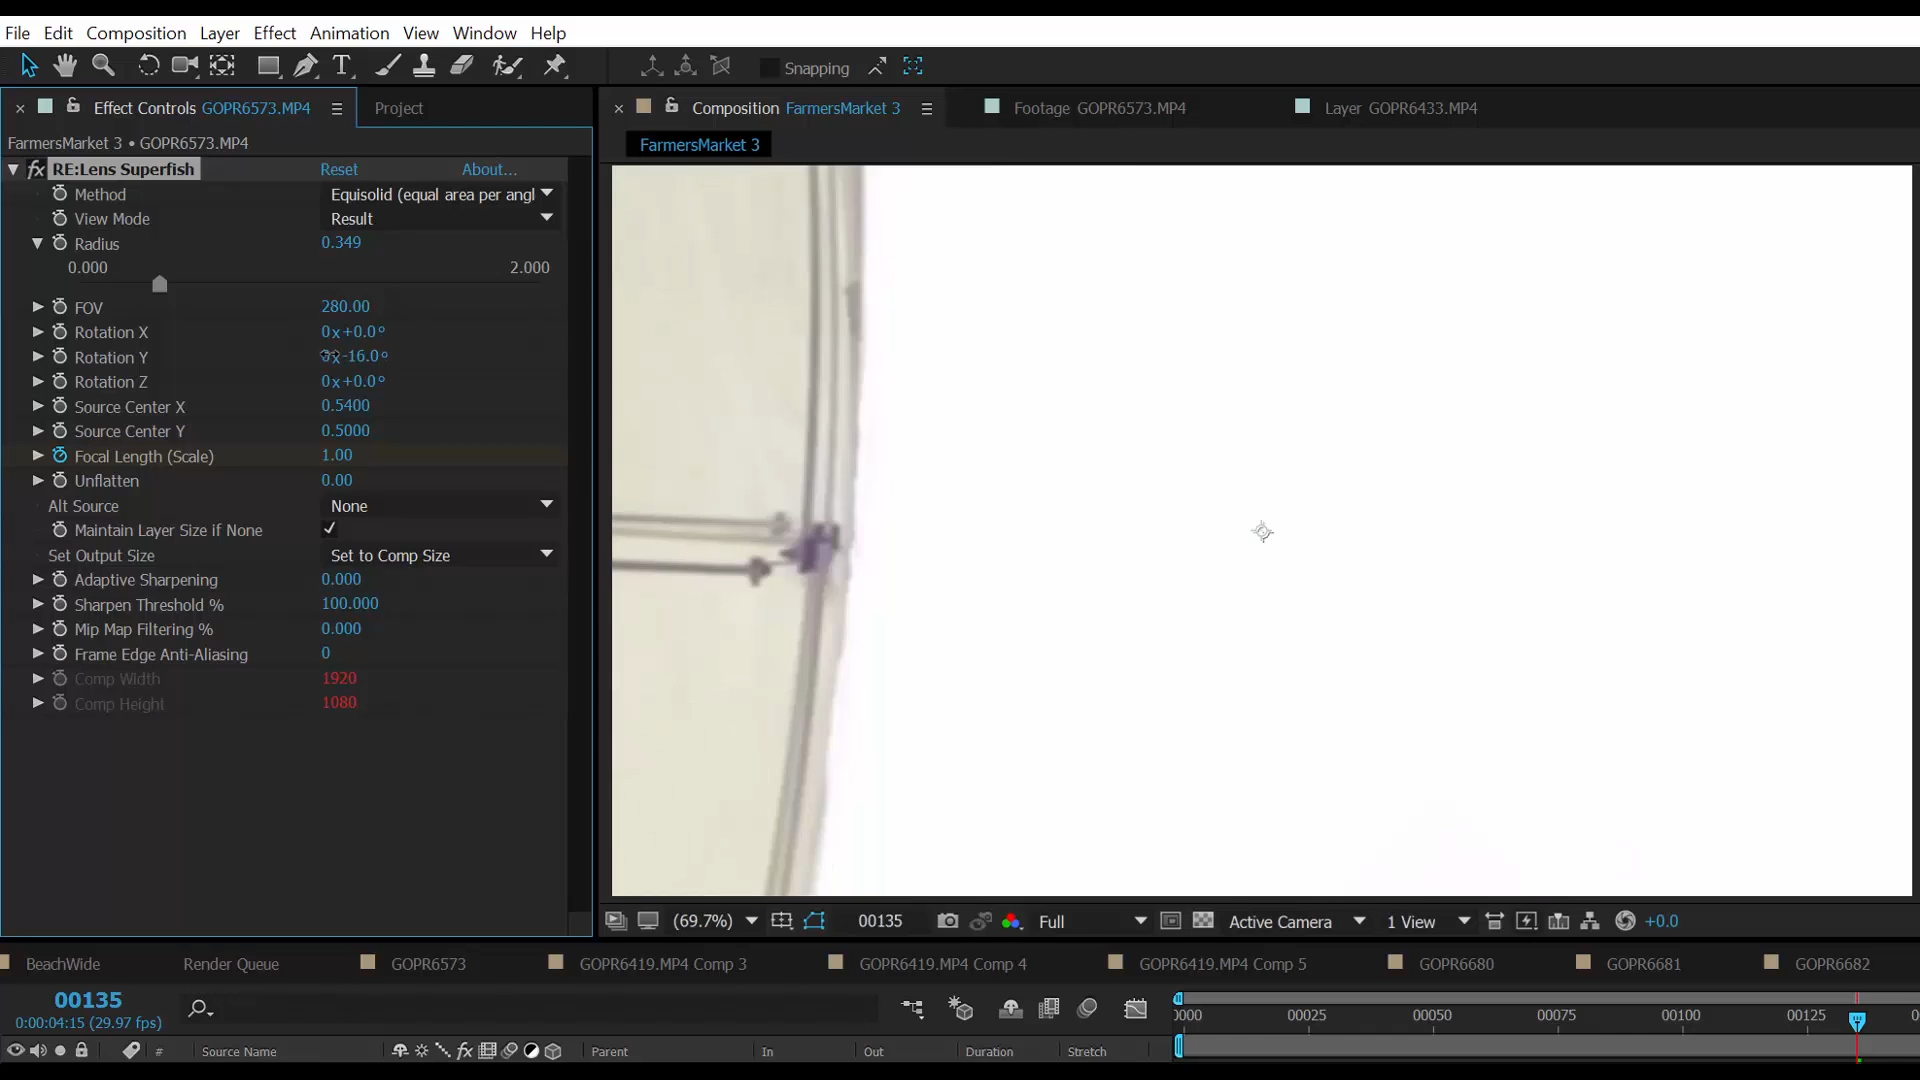 File Edit Composition Layer Effect Animation View Window Help
Snapping
Effect Controls GOPR6573.MP4 Project
Composition FarmersMarket 3 Footage GOPR6573.MP4 Layer GOPR6433.MP4
FarmersMarket 3 • GOPR6573.MP4
FarmersMarket 3
fx RE:Lens Superfish Reset About...
Method Equisolid (equal area per angl
View Mode Result
Radius 0.349
0.000 2.000
FOV 280.00
Rotation X 0x+0.0°
Rotation Y x-16.0°
Rotation Z 0x+0.0°
Source Center X 0.5400
Source Center Y 0.5000
Focal Length (Scale) 1.00
Unflatten 0.00
Alt Source None
Maintain Layer Size if None
Set Output Size Set to Comp Size
Adaptive Sharpening 0.000
Sharpen Threshold % 100.000
Mip Map Filtering % 0.000
Frame Edge Anti-Aliasing 0
Comp Width 1920
Comp Height 1080
(69.7%) 00135 Full Active Camera 1 View +0.0
BeachWide Render Queue GOPR6573 GOPR6419.MP4 Comp 3 GOPR6419.MP4 Comp 4 GOPR6419.MP4 Comp 5 GOPR6680 GOPR6681 GOPR6682
00135
0:00:04:15 (29.97 fps)
0000 00025 00050 00075 00100 00125
# Source Name fx Parent In Out Duration Stretch